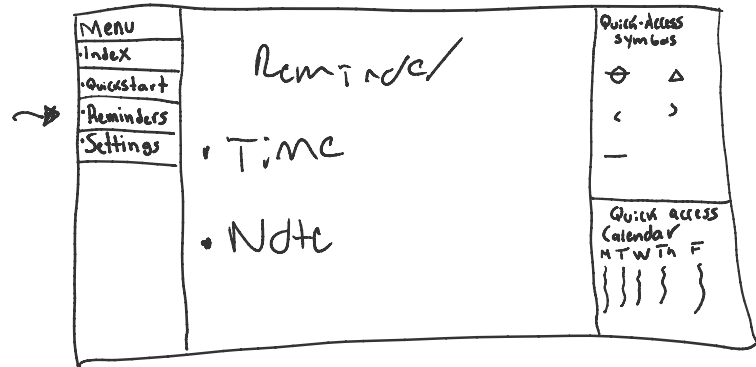 Menu
·Index
·Quickstart
·Reminders
·Settings
Reminder
• Time
• Note
Quick-Access
Symbols
Quick access
Calendar
M T W Th F